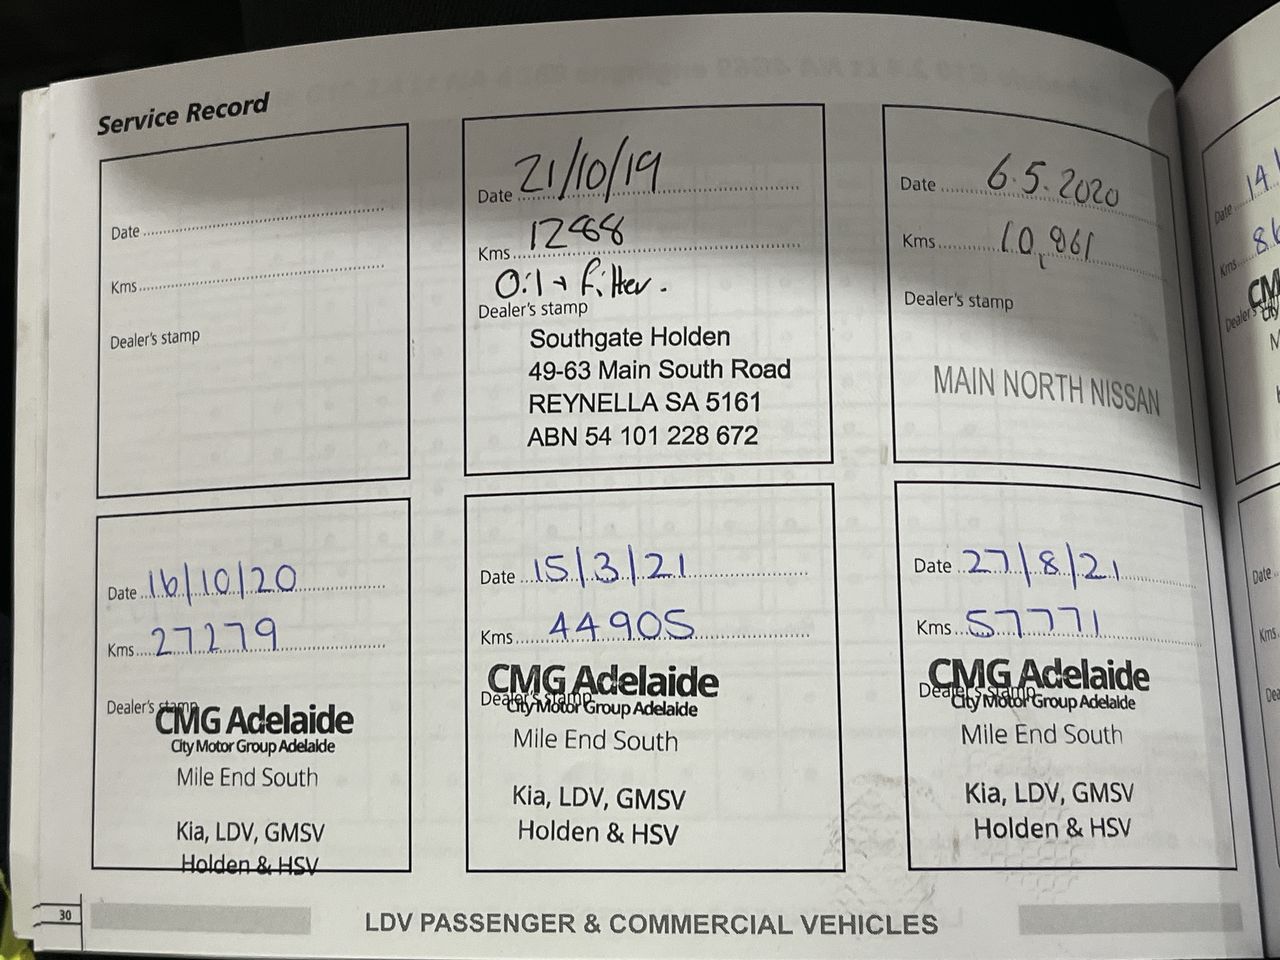 Service Record
Date
Kms
Dealer's stamp
Date 21/10/19
Kms 1288
Oil + filter.
Dealer's stamp
Southgate Holden
49-63 Main South Road
REYNELLA SA 5161
ABN 54 101 228 672
Date 6.5.2020
Kms 10,861
Dealer's stamp
MAIN NORTH NISSAN
Date 16/10/20
Kms 27279
Dealer's stamp
CMG Adelaide
City Motor Group Adelaide
Mile End South
Kia, LDV, GMSV
Holden & HSV
Date 15/3/21
Kms 44905
Dealer's stamp
CMG Adelaide
City Motor Group Adelaide
Mile End South
Kia, LDV, GMSV
Holden & HSV
Date 27/8/21
Kms 57771
Dealer's stamp
CMG Adelaide
City Motor Group Adelaide
Mile End South
Kia, LDV, GMSV
Holden & HSV
30
LDV PASSENGER & COMMERCIAL VEHICLES
Date
Kms
Dealer's
Date
Kms